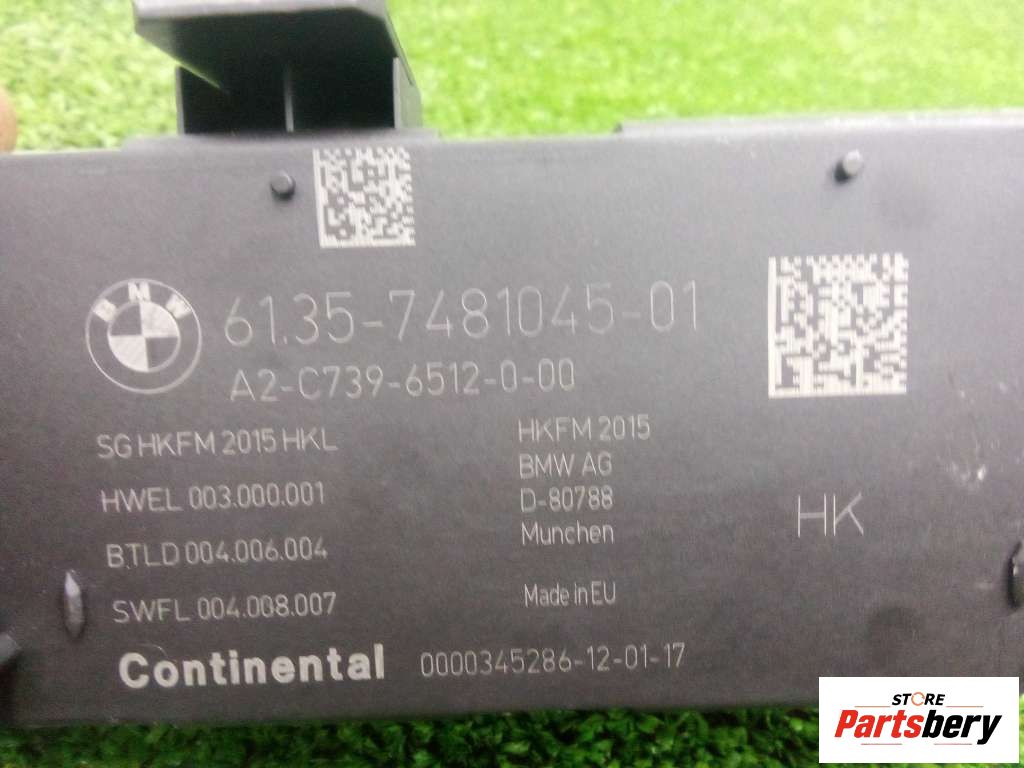 BMW
61.35-7481045-01
A2-C739-6512-0-00
SG HKFM 2015 HKL
HWEL 003.000.001
BTLD 004.006.004
SWFL 004.008.007
HKFM 2015
BMW AG
D-80788
Munchen
Made in EU
HK
Continental 0000345286-12-01-17
STORE
Partsbery